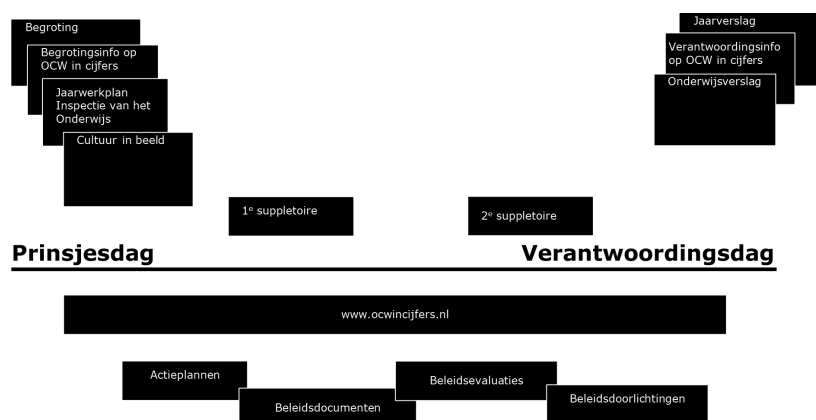 Begroting
Begrotingsinfo op
OCW in cijfers
Jaarwerkplan
Inspectie van het
Onderwijs
Cultuur in beeld
Jaarverslag
Verantwoordingsinfo
op OCW in cijfers
Onderwijsverslag
1e suppletoire
2e suppletoire
Prinsjesdag
Verantwoordingsdag
www.ocwincijfers.nl
Actieplannen
Beleidsdocumenten
Beleidsevaluaties
Beleidsdoorlichtingen